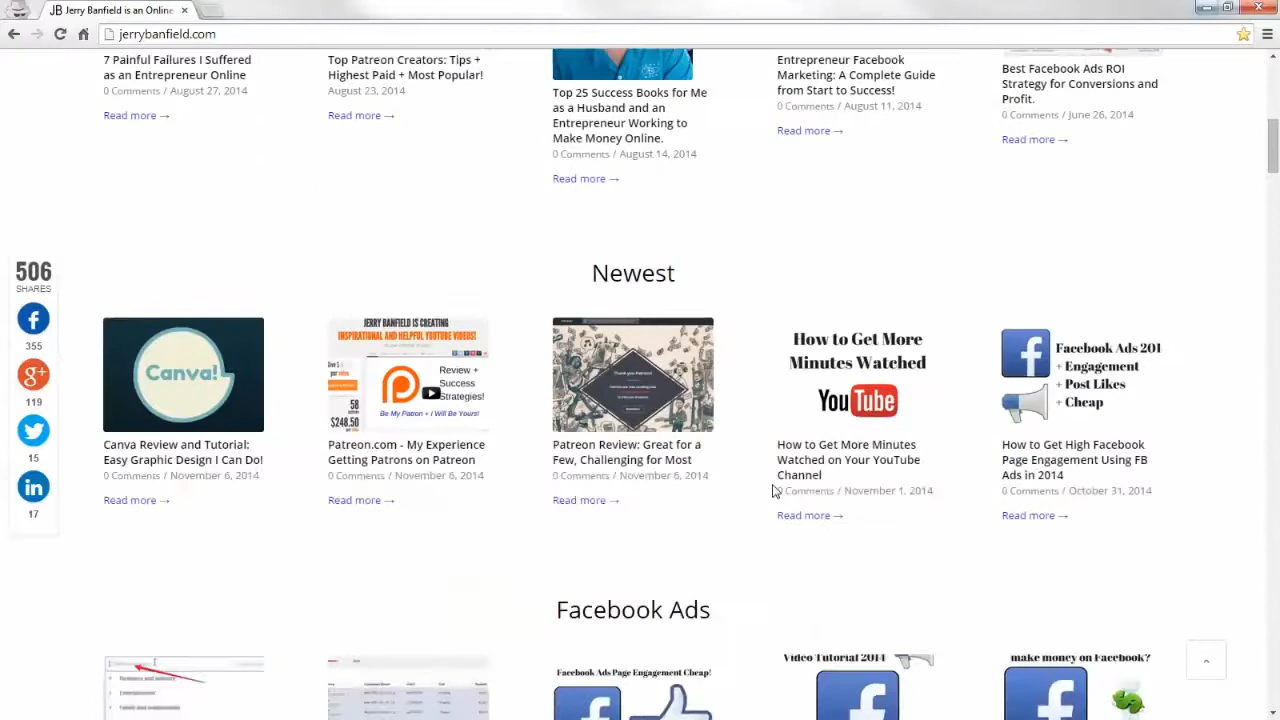 JB Jerry Banfield is an Online
jerrybanfield.com
7 Painful Failures I Suffered
as an Entrepreneur Online
0 Comments / August 27, 2014
Read more →
Top Patreon Creators: Tips +
Highest Paid + Most Popular!
August 23, 2014
Read more →
Top 25 Success Books for Me
as a Husband and an
Entrepreneur Working to
Make Money Online.
0 Comments / August 14, 2014
Read more →
Entrepreneur Facebook
Marketing: A Complete Guide
from Start to Success!
0 Comments / August 11, 2014
Read more →
Best Facebook Ads ROI
Strategy for Conversions and
Profit.
0 Comments / June 26, 2014
Read more →
506
SHARES
355
119
15
17
Newest
Canva!
Canva Review and Tutorial:
Easy Graphic Design I Can Do!
0 Comments / November 6, 2014
Read more →
JERRY BANFIELD IS CREATING
INSPIRATIONAL AND HELPFUL YOUTUBE VIDEOS!
Review +
Success
Strategies!
$248.50
Be My Patron + I Will Be Yours!
Patreon.com - My Experience
Getting Patrons on Patreon
0 Comments / November 6, 2014
Read more →
Patreon Review: Great for a
Few, Challenging for Most
0 Comments / November 6, 2014
Read more →
How to Get More
Minutes Watched
YouTube
How to Get More Minutes
Watched on Your YouTube
Channel
Comments / November 1, 2014
Read more →
Facebook Ads 201
+ Engagement
+ Post Likes
+ Cheap
How to Get High Facebook
Page Engagement Using FB
Ads in 2014
0 Comments / October 31, 2014
Read more →
Facebook Ads
Facebook Ads Page Engagement Cheap!
Video Tutorial 2014
make money on Facebook?